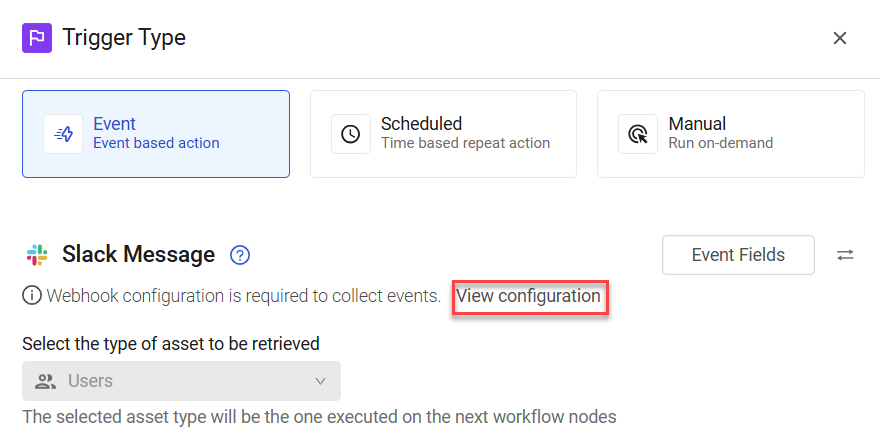 Trigger Type
Event
Event based action
Scheduled
Time based repeat action
Manual
Run on-demand
Slack Message ?
Event Fields
Webhook configuration is required to collect events. View configuration
Select the type of asset to be retrieved
Users
The selected asset type will be the one executed on the next workflow nodes